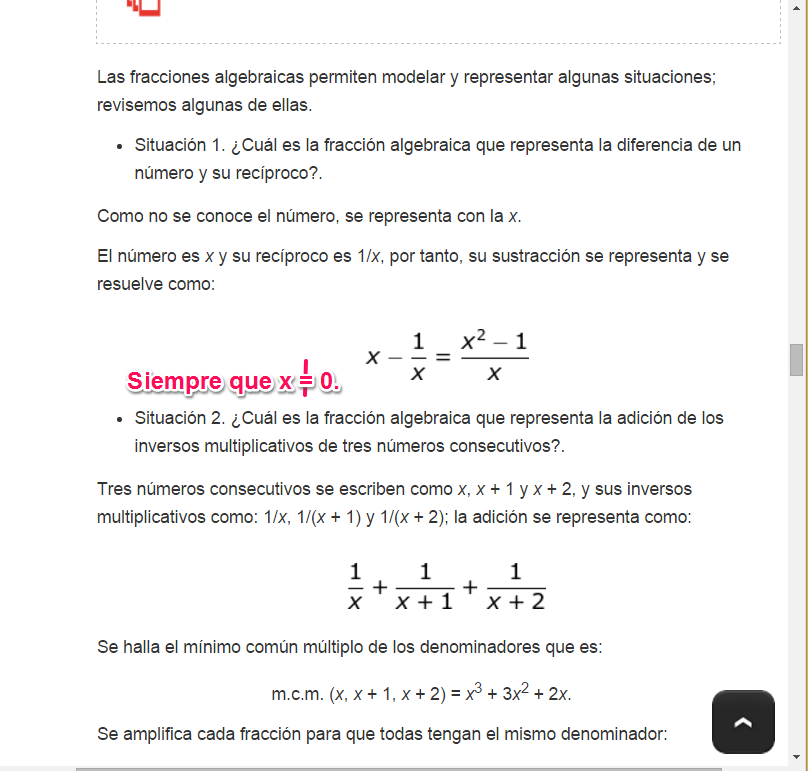 Las fracciones algebraicas permiten modelar y representar algunas situaciones;
revisemos algunas de ellas.
• Situación 1. ¿Cuál es la fracción algebraica que representa la diferencia de un
número y su recíproco?.
Como no se conoce el número, se representa con la x.
El número es x y su recíproco es 1/x, por tanto, su sustracción se representa y se
resuelve como:
x − 1/x = (x² − 1)/x
Siempre que x ≠ 0.
• Situación 2. ¿Cuál es la fracción algebraica que representa la adición de los
inversos multiplicativos de tres números consecutivos?.
Tres números consecutivos se escriben como x, x + 1 y x + 2, y sus inversos
multiplicativos como: 1/x, 1/(x + 1) y 1/(x + 2); la adición se representa como:
1/x + 1/(x + 1) + 1/(x + 2)
Se halla el mínimo común múltiplo de los denominadores que es:
m.c.m. (x, x + 1, x + 2) = x³ + 3x² + 2x.
Se amplifica cada fracción para que todas tengan el mismo denominador: